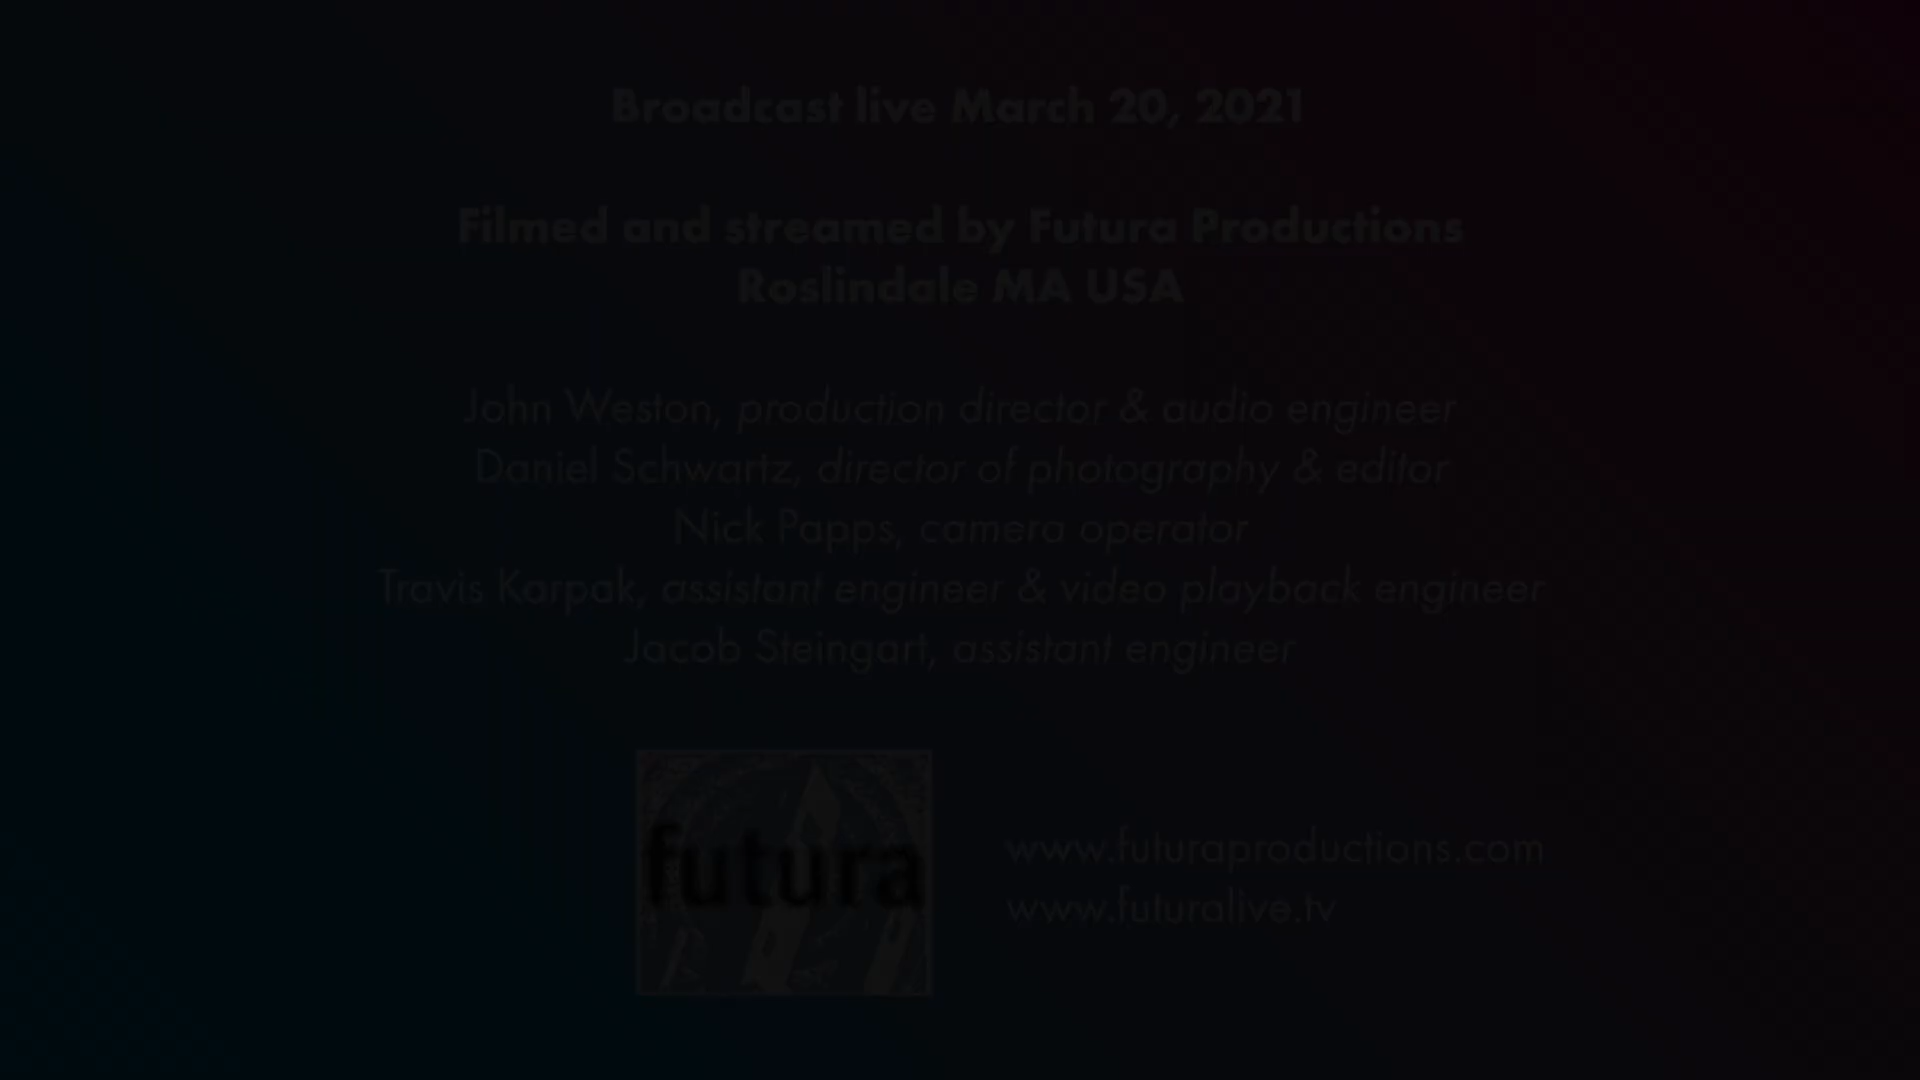 Broadcast live March 20, 2021
Filmed and streamed by Futura Productions
Roslindale MA USA
John Weston, production director & audio engineer
Daniel Schwartz, director of photography & editor
Nick Papps, camera operator
Travis Karpak, assistant engineer & video playback engineer
Jacob Steingart, assistant engineer
futura
www.futuraproductions.com
www.futuralive.tv